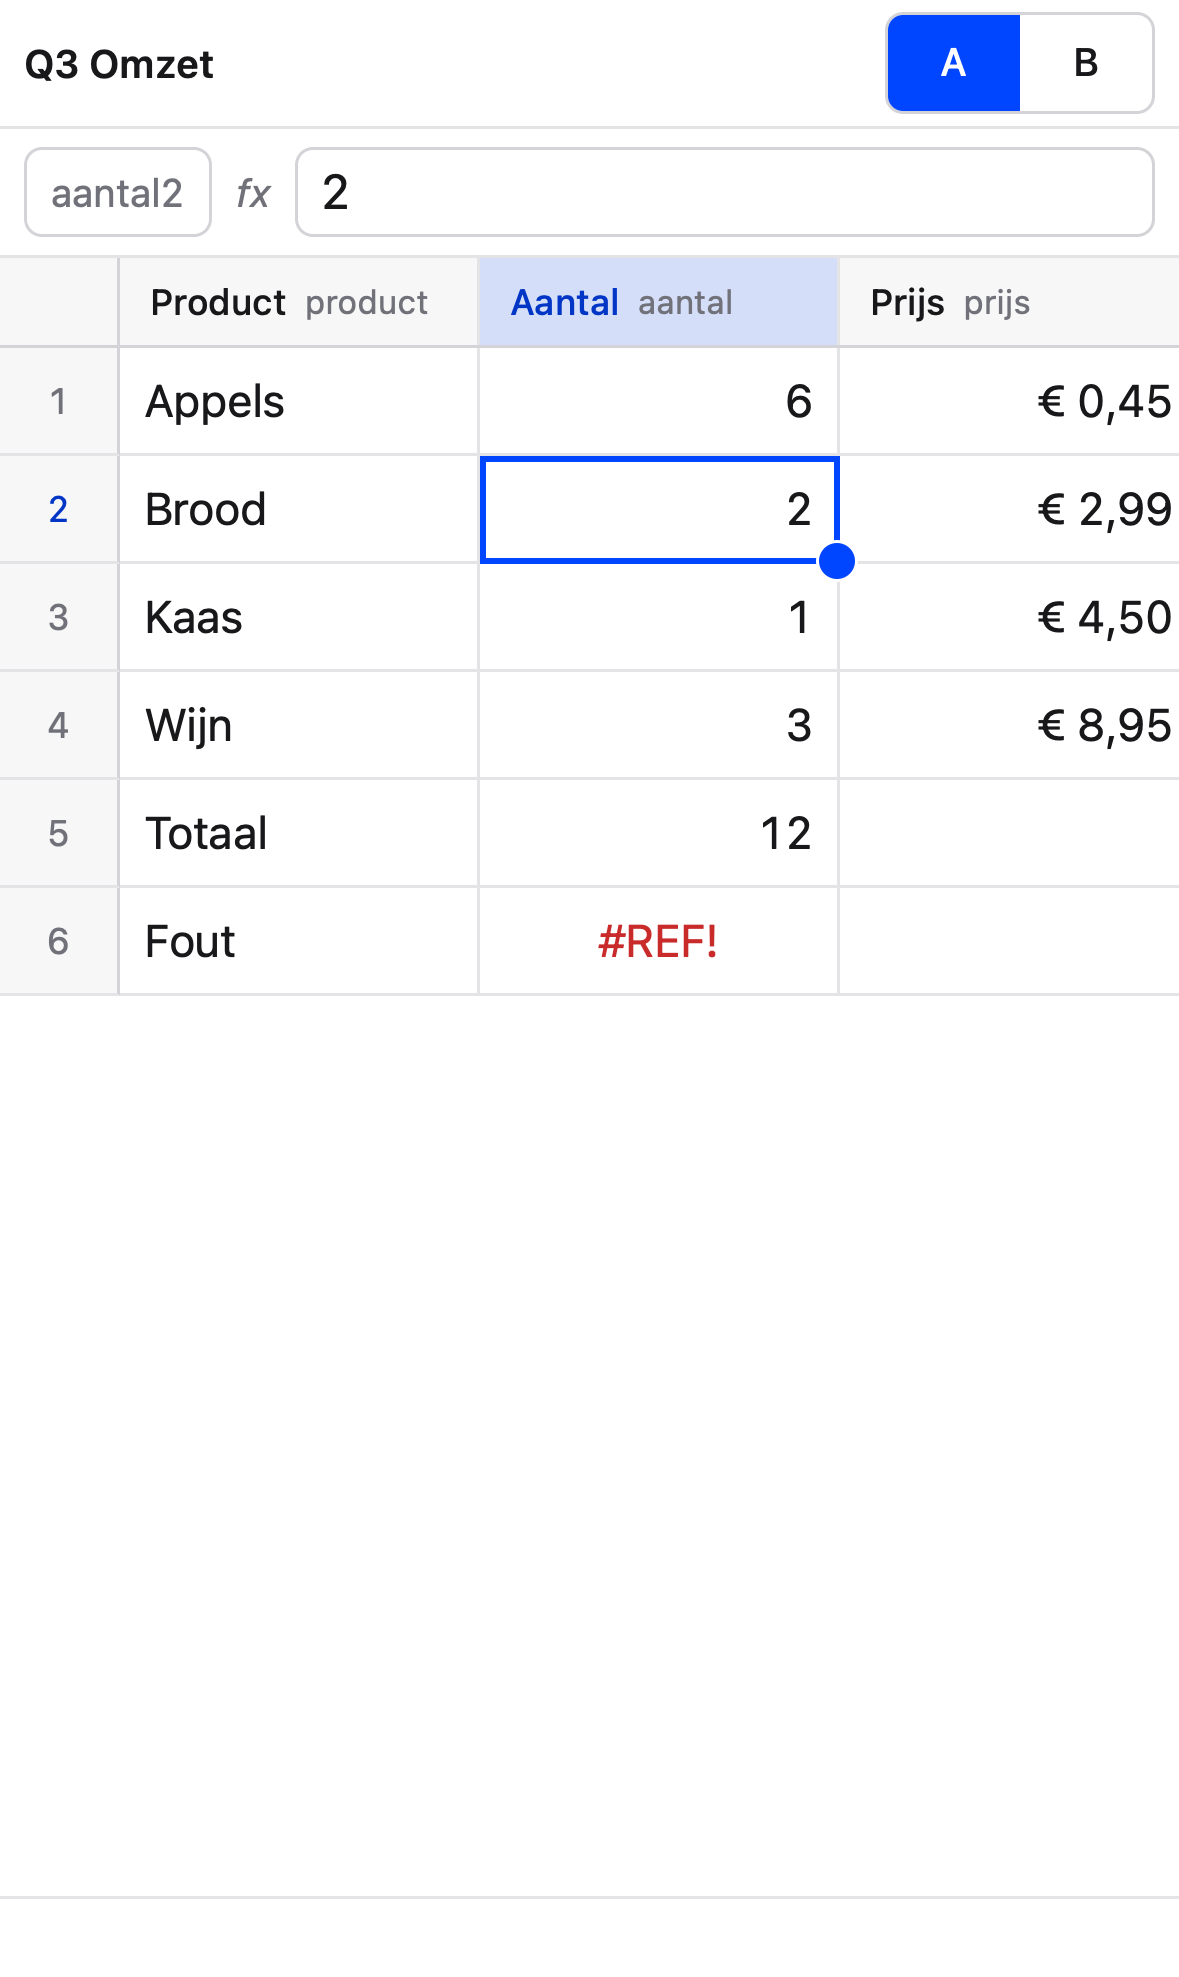 Q3 Omzet A B
aantal2 fx 2
Product product Aantal aantal Prijs prijs
1 Appels 6 € 0,45
2 Brood 2 € 2,99
3 Kaas 1 € 4,50
4 Wijn 3 € 8,95
5 Totaal 12
6 Fout #REF!